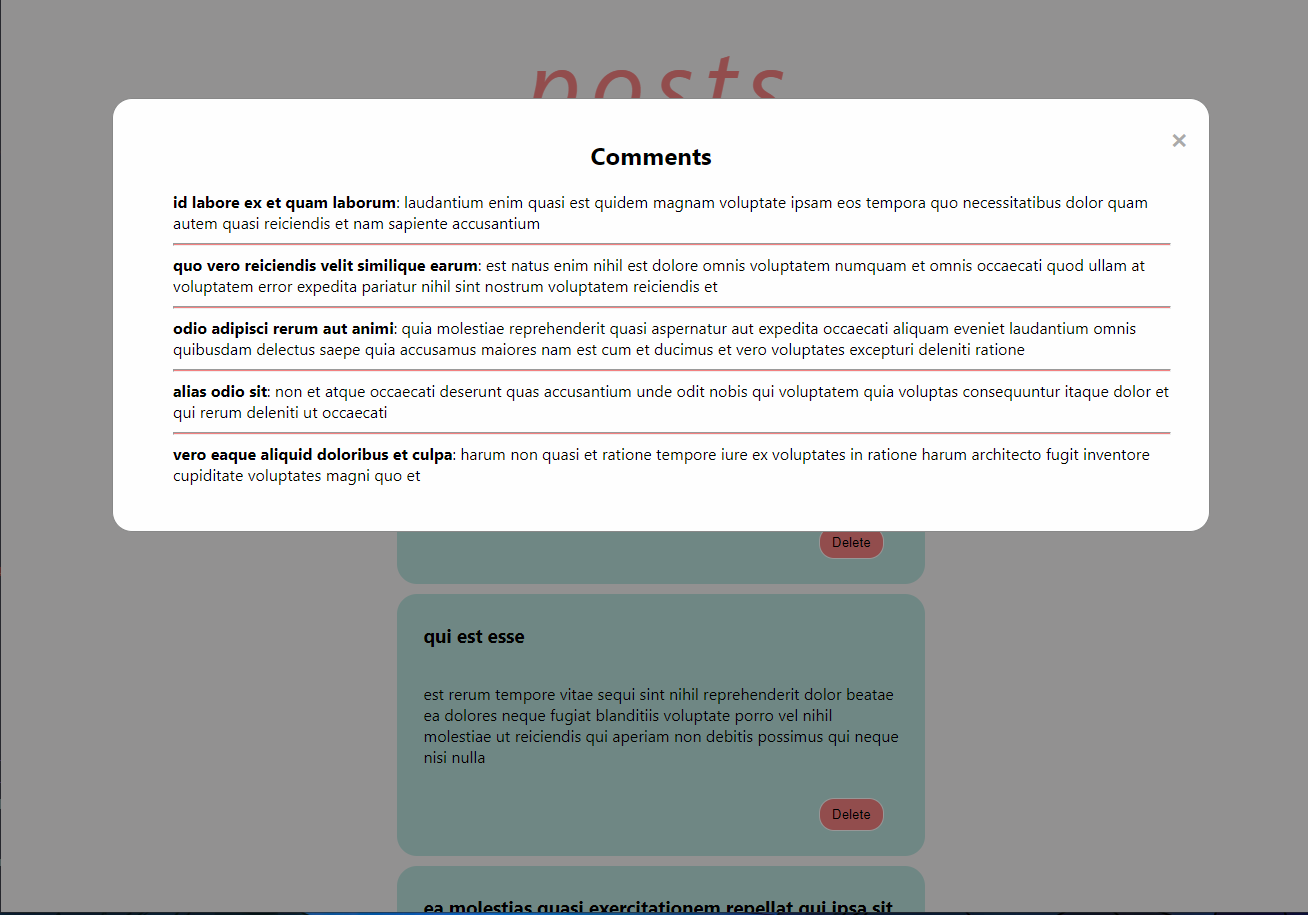 posts
×
Comments
id labore ex et quam laborum: laudantium enim quasi est quidem magnam voluptate ipsam eos tempora quo necessitatibus dolor quam
autem quasi reiciendis et nam sapiente accusantium
quo vero reiciendis velit similique earum: est natus enim nihil est dolore omnis voluptatem numquam et omnis occaecati quod ullam at
voluptatem error expedita pariatur nihil sint nostrum voluptatem reiciendis et
odio adipisci rerum aut animi: quia molestiae reprehenderit quasi aspernatur aut expedita occaecati aliquam eveniet laudantium omnis
quibusdam delectus saepe quia accusamus maiores nam est cum et ducimus et vero voluptates excepturi deleniti ratione
alias odio sit: non et atque occaecati deserunt quas accusantium unde odit nobis qui voluptatem quia voluptas consequuntur itaque dolor et
qui rerum deleniti ut occaecati
vero eaque aliquid doloribus et culpa: harum non quasi et ratione tempore iure ex voluptates in ratione harum architecto fugit inventore
cupiditate voluptates magni quo et
Delete
qui est esse
est rerum tempore vitae sequi sint nihil reprehenderit dolor beatae
ea dolores neque fugiat blanditiis voluptate porro vel nihil
molestiae ut reiciendis qui aperiam non debitis possimus qui neque
nisi nulla
Delete
ea molestias quasi exercitationem repellat qui ipsa sit